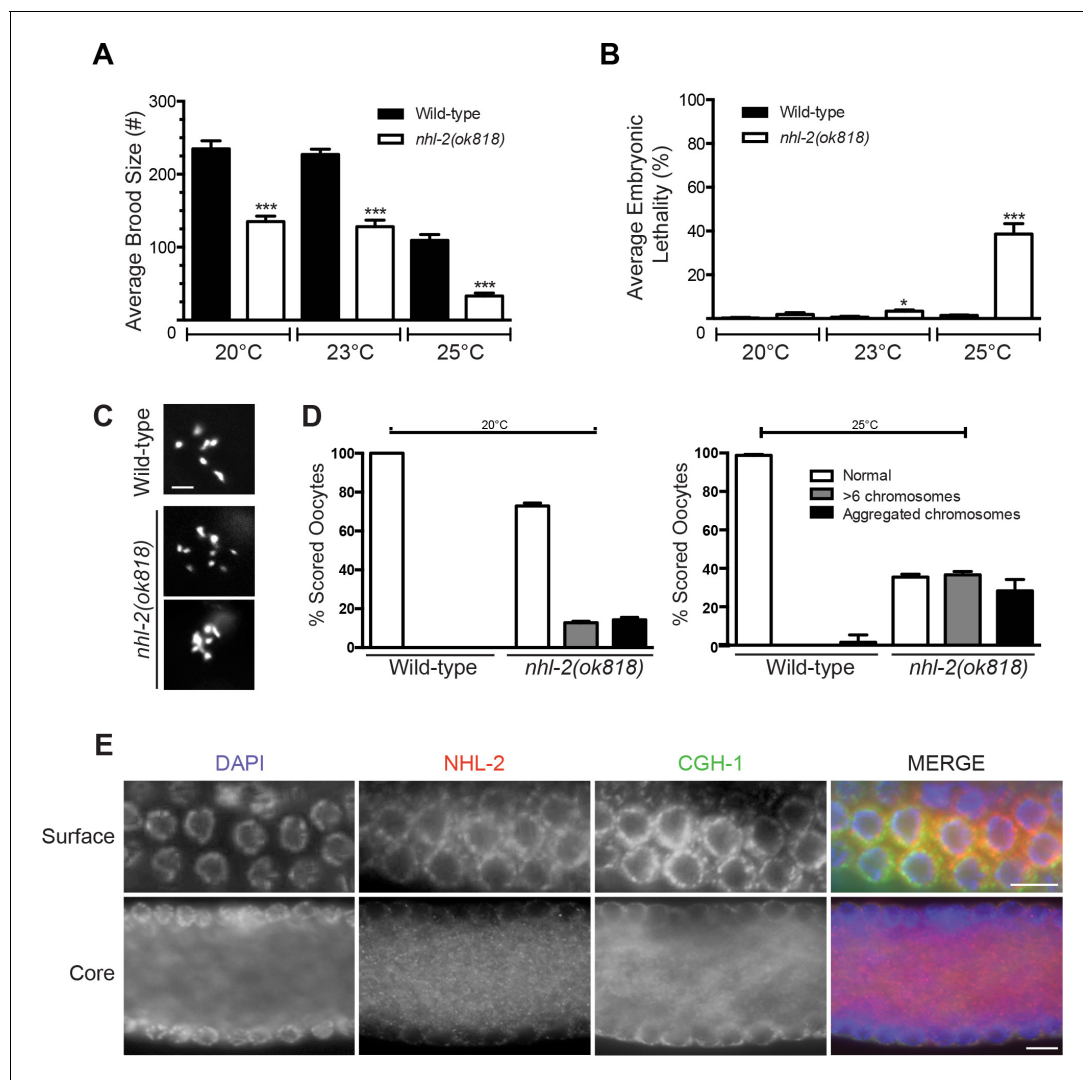 A
Average Brood Size (#)
300
200
100
0
Wild-type
nhl-2(ok818)
***
***
***
20°C
23°C
25°C
B
Average Embryonic
Lethality (%)
100
80
60
40
20
0
Wild-type
nhl-2(ok818)
*
***
20°C
23°C
25°C
C
Wild-type
nhl-2(ok818)
D
20°C
% Scored Oocytes
100
80
60
40
20
0
Wild-type
nhl-2(ok818)
25°C
% Scored Oocytes
100
80
60
40
20
0
Normal
>6 chromosomes
Aggregated chromosomes
Wild-type
nhl-2(ok818)
E
DAPI
NHL-2
CGH-1
MERGE
Surface
Core